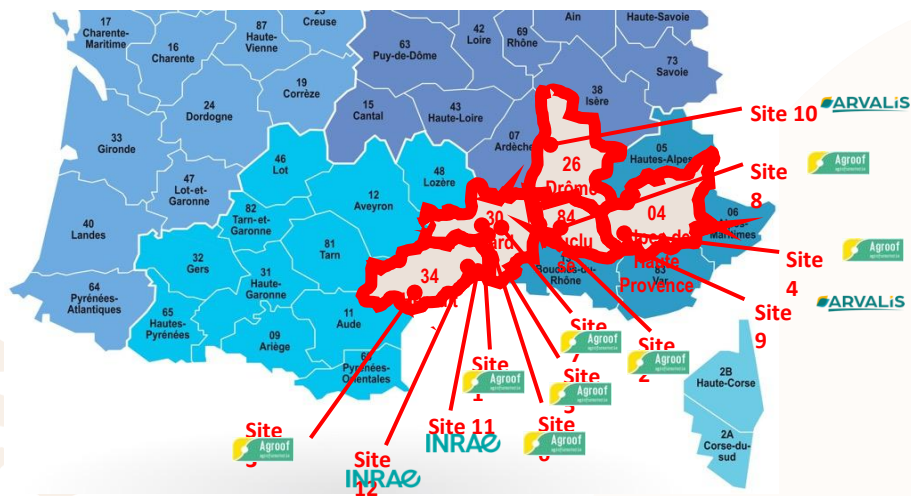 17
Charente-
Maritime
16
Charente
87
Haute-
Vienne
23
Creuse
63
Puy-de-Dôme
42
Loire
69
Rhône
Ain
Haute-Savoie
73
Savoie
38
Isère
19
Corrèze
24
Dordogne
15
Cantal
43
Haute-Loire
07
Ardèche
26
Drôme
05
Hautes-Alpes
33
Gironde
47
Lot-et-
Garonne
46
Lot
48
Lozère
12
Aveyron
82
Tarn-et-
Garonne
81
Tarn
40
Landes
32
Gers
31
Haute-
Garonne
64
Pyrénées-
Atlantiques
65
Hautes-
Pyrénées
09
Ariège
11
Aude
Pyrénées-
Orientales
34
30
84
04
Haute
Provence
06
Maritimes
Bouches-du-
Rhône
83
Var
2B
Haute-Corse
2A
Corse-du-
sud
Site 10
ARVALIS
Site
8
Agroof
Site
4
Agroof
Site
9
ARVALIS
Site
2
Agroof
Site
7
Agroof
Site
Agroof
Site
1
Agroof
Site
Agroof
Site 11
INRAE
Site
12
INRAE
Site
Agroof